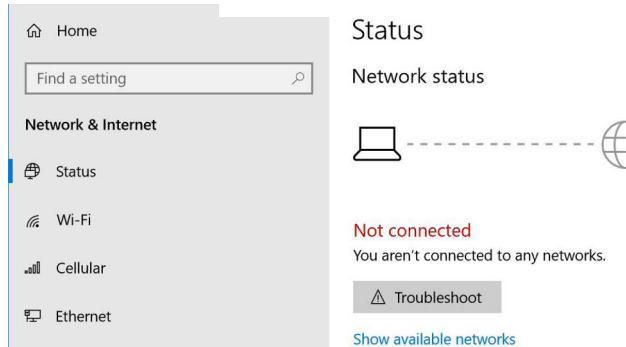 Home
Find a setting
Network & Internet
Status
Wi-Fi
Cellular
Ethernet
Status
Network status
Not connected
You aren't connected to any networks.
Troubleshoot
Show available networks